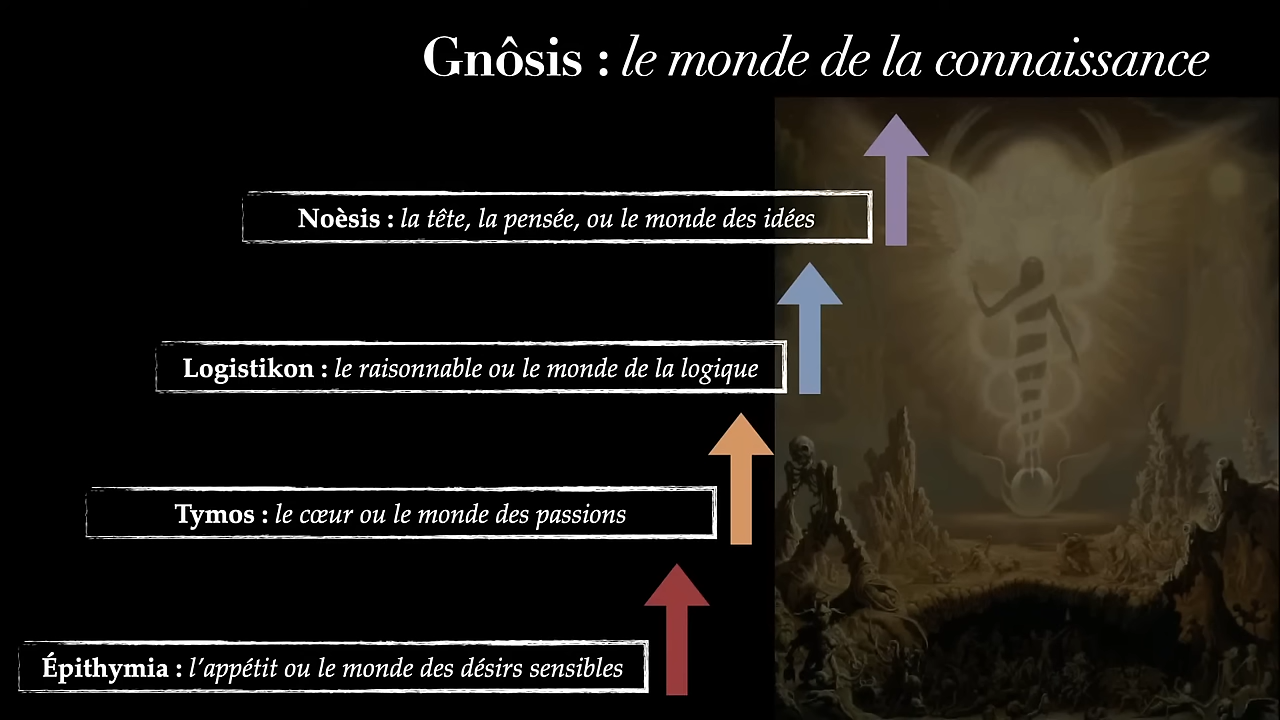 Gnôsis : le monde de la connaissance
Noèsis : la tête, la pensée, ou le monde des idées
Logistikon : le raisonnable ou le monde de la logique
Tymos : le cœur ou le monde des passions
Épithymia : l'appétit ou le monde des désirs sensibles